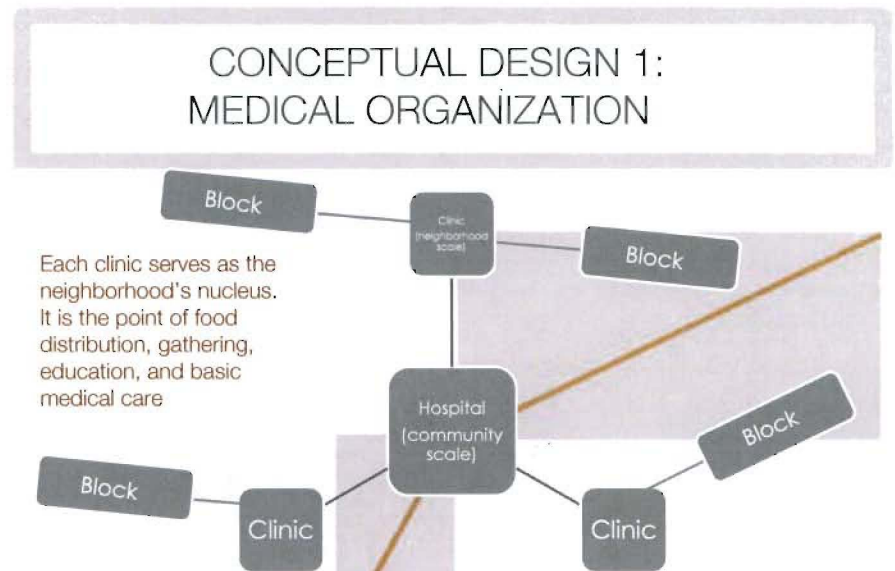 CONCEPTUAL DESIGN 1:
MEDICAL ORGANIZATION
Block
Clinic
(neighborhood
scale)
Block
Each clinic serves as the
neighborhood's nucleus.
It is the point of food
distribution, gathering,
education, and basic
medical care
Hospital
(community
scale)
Block
Block
Clinic
Clinic